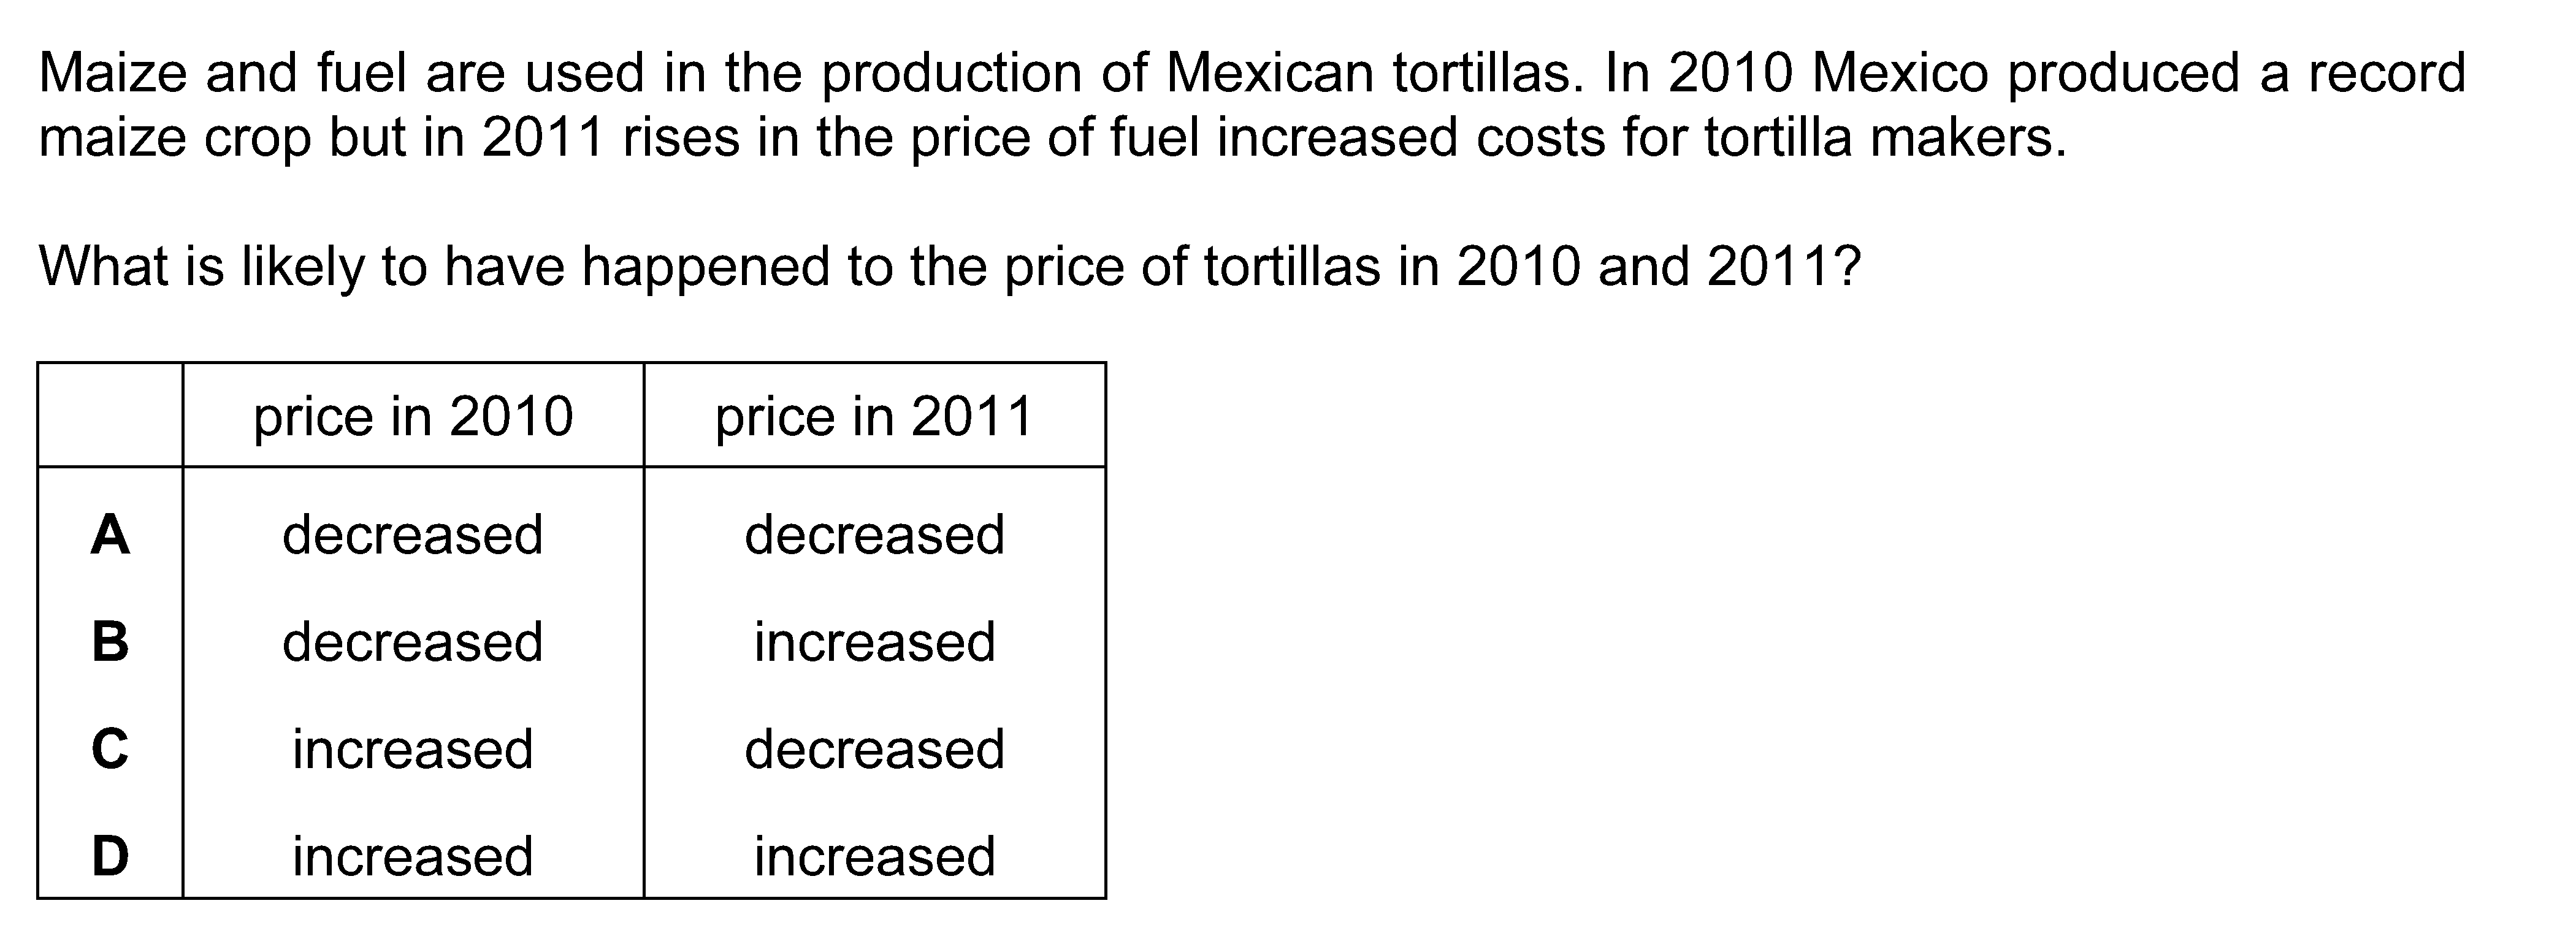 Maize and fuel are used in the production of Mexican tortillas. In 2010 Mexico produced a record
maize crop but in 2011 rises in the price of fuel increased costs for tortilla makers.
What is likely to have happened to the price of tortillas in 2010 and 2011?
price in 2010 price in 2011
A decreased decreased
B decreased increased
C increased decreased
D increased increased